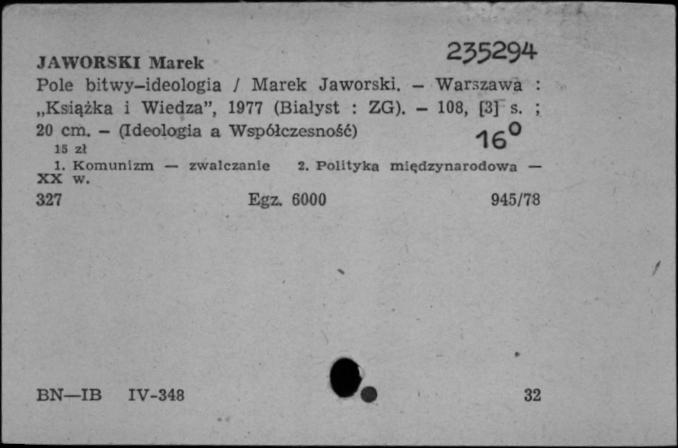 235294
JAWORSKI Marek
Pole bitwy-ideologia / Marek Jaworski. — Warszawa :
„Książka i Wiedza”, 1977 (Białyst : ZG). — 108, [3] s. ;
20 cm. — (Ideologia a Współczesność)
16°
15 zł
1. Komunizm — zwalczanie 2. Polityka międzynarodowa —
XX w.
327 Egz. 6000 945/78
BN—IB IV-348 32